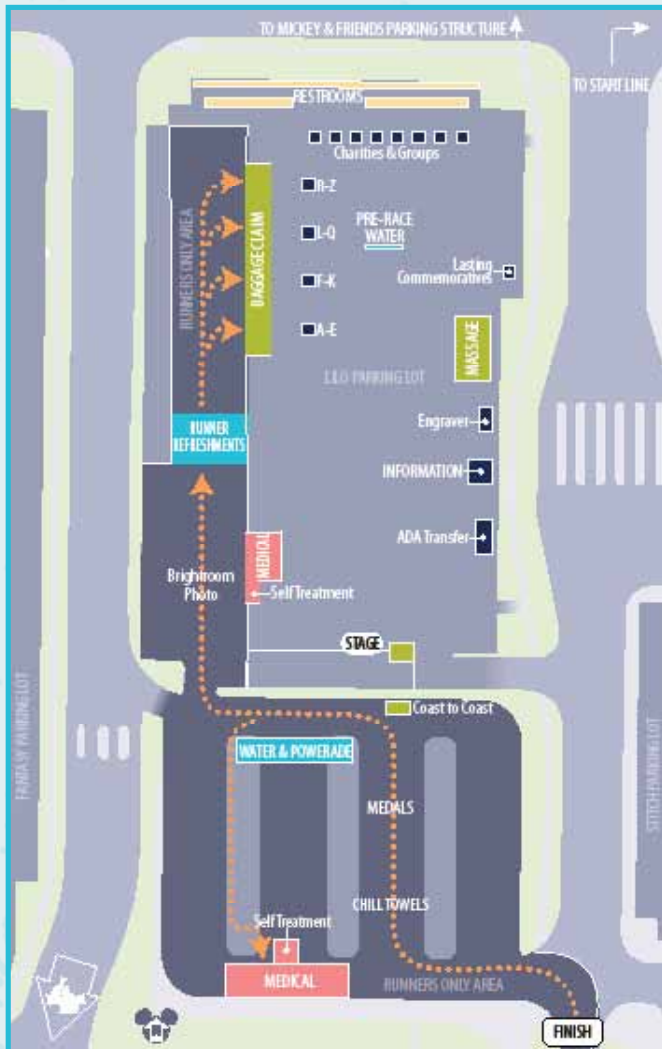 TO MICKEY & FRIENDS PARKING STRUCTURE
TO START LINE
RESTROOMS
Charities & Groups
RUNNERS ONLY AREA
BAGGAGE CLAIM
R-Z
L-Q
F-K
A-E
PRE-RACE
WATER
Lasting
Commemoratives
MASSAGE
LILO PARKING LOT
RUNNER
REFRESHMENTS
Engraver
INFORMATION
ADA Transfer
MEDICAL
Brightroom
Photo
Self Treatment
STAGE
Coast to Coast
FANTASY PARKING LOT
WATER & POWERADE
STITCH PARKING LOT
MEDALS
CHILL TOWELS
Self Treatment
MEDICAL
RUNNERS ONLY AREA
FINISH